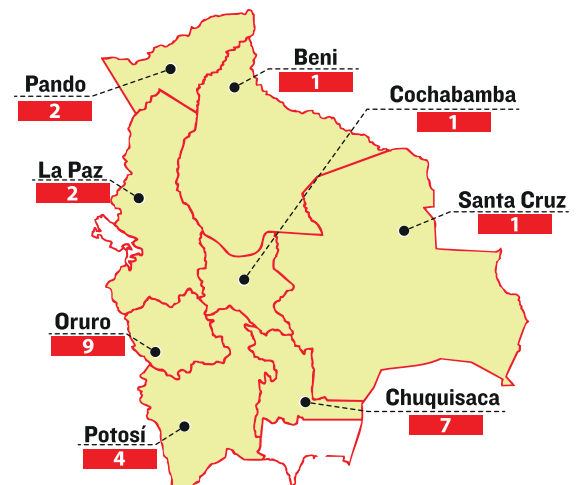 Pando
2
Beni
1
Cochabamba
1
La Paz
2
Santa Cruz
1
Oruro
9
Chuquisaca
7
Potosí
4